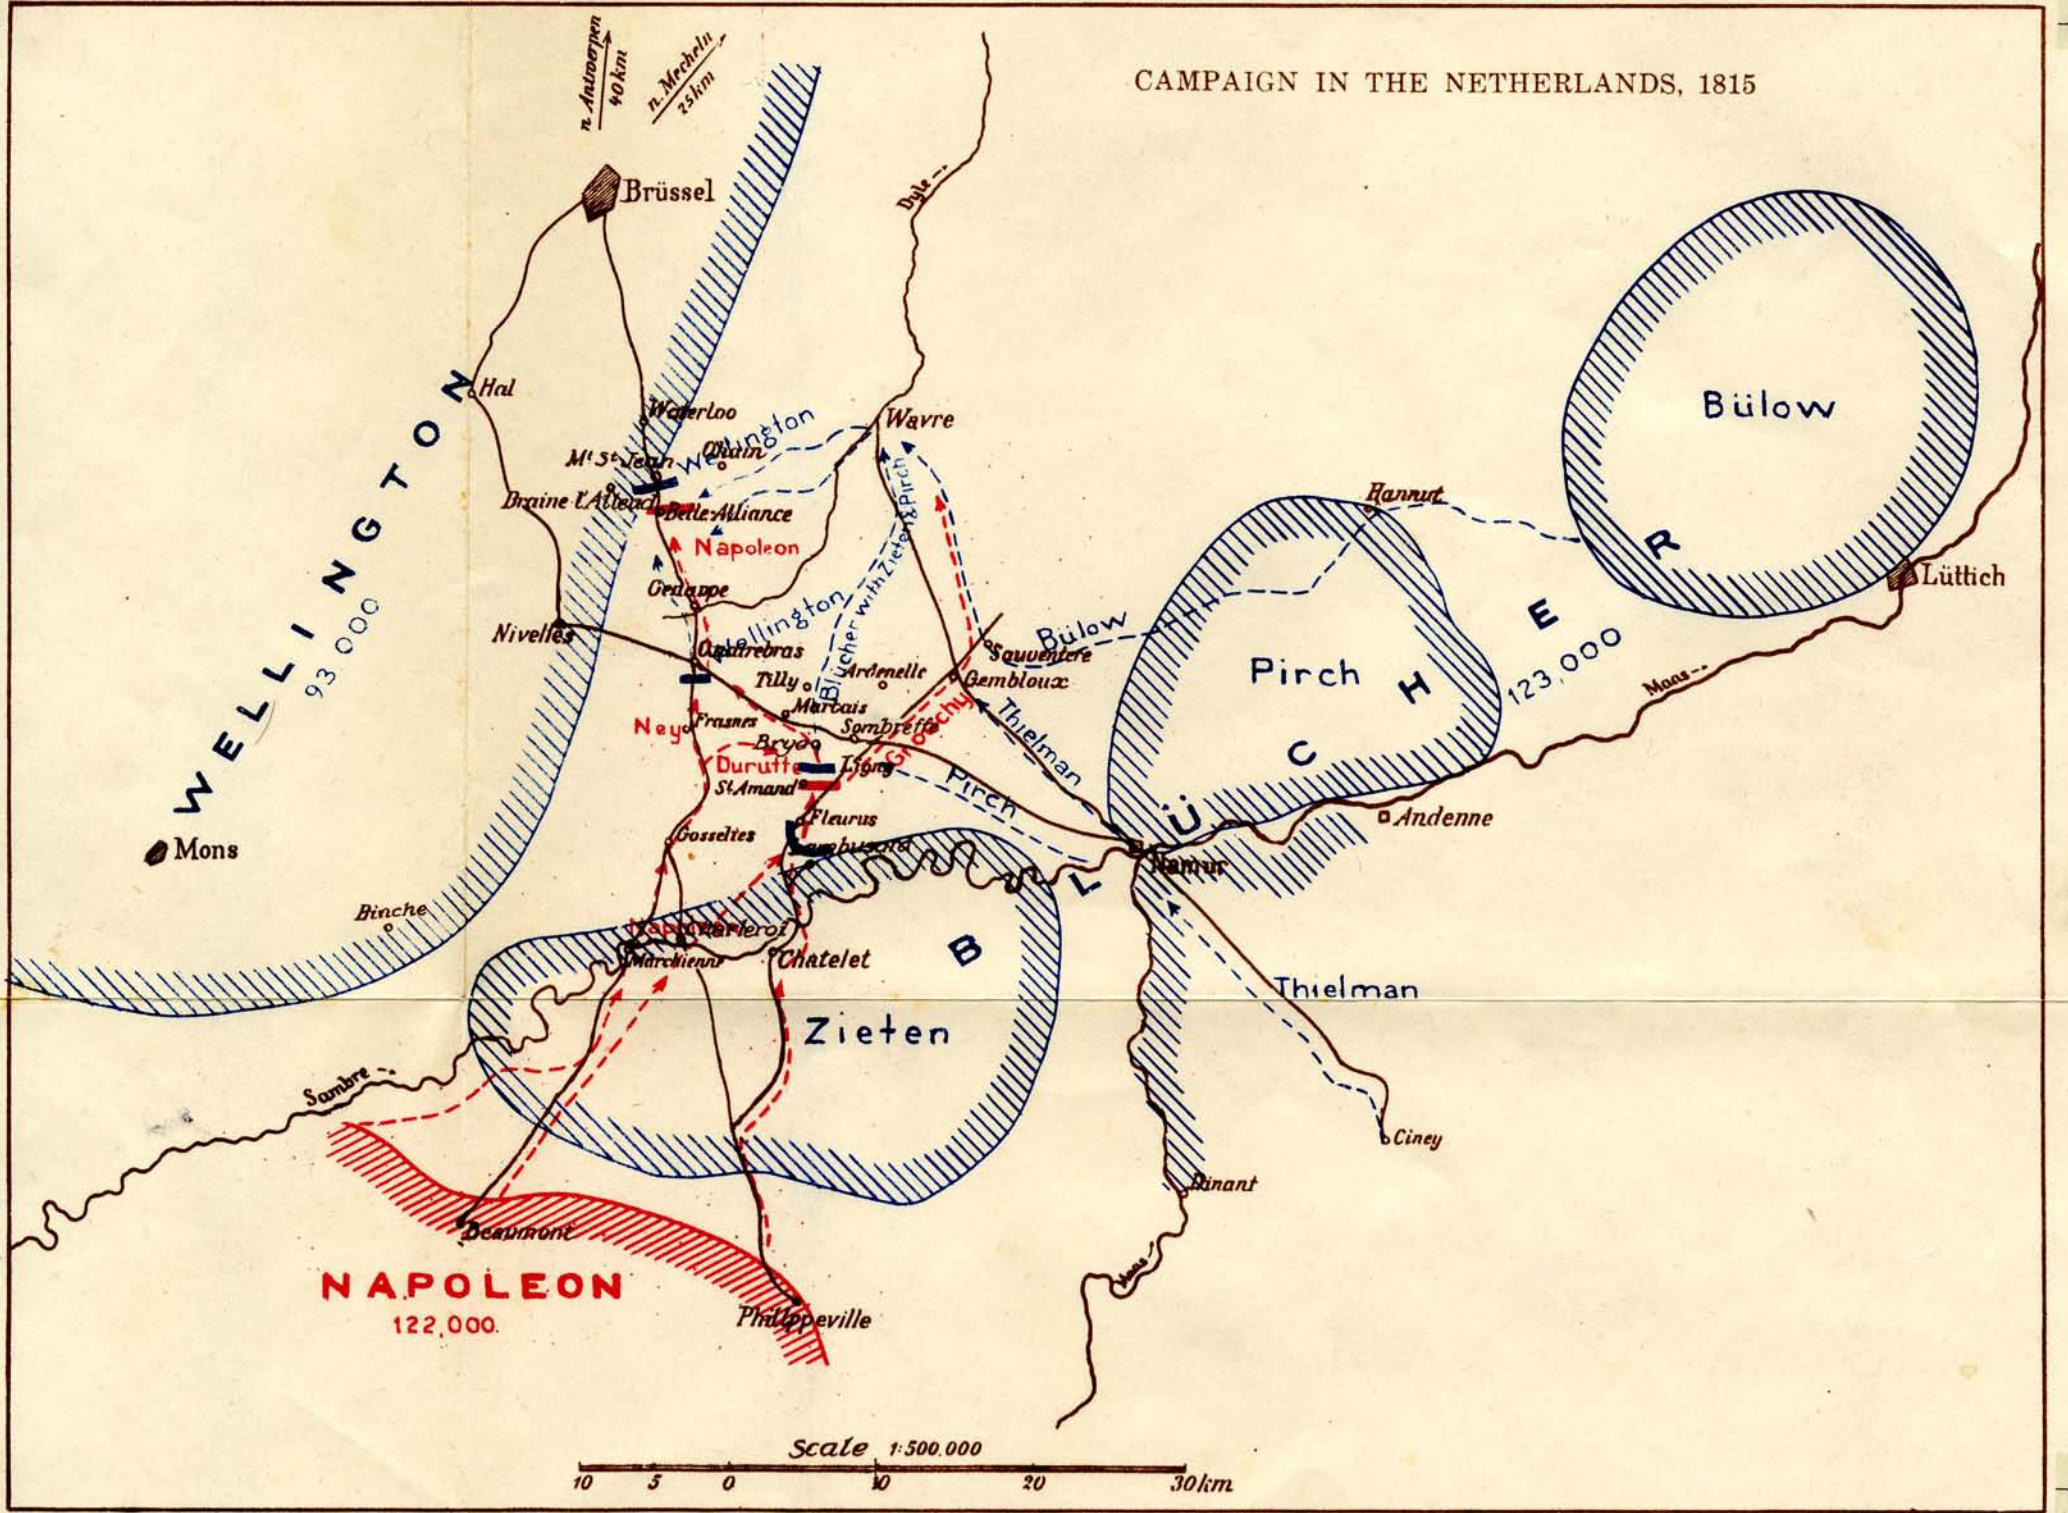 CAMPAIGN IN THE NETHERLANDS, 1815
n Antwerpen
40 km
n. Mecheln
25 km
Brüssel
Dyle
Hal
WELLINGTON
93 000
Waterloo
Wellington
Ohain
Wavre
Mt St Jean
Braine l'Alleud
Belle-Alliance
Napoleon
Genappe
Nivelles
Wellington
Quatrebras
Blücher with Zieten & Pirch
Tilly
Ardenelle
Marbais
Sauvenière
Gembloux
Bülow
Hannut
Bülow
Lüttich
Pirch
BLÜCHER
123,000
Maas
Ney
Frasnes
Sombreffe
Brye
Grouchy
Thielman
Durutte
Ligny
St Amand
Pirch
Fleurus
Gosselies
Lambusard
Andenne
Namur
Mons
Binche
Napoleon
Charleroi
Marchienne
Chatelet
Zieten
Thielman
Sambre
Ciney
Dinant
Beaumont
Maas
NAPOLEON
122,000.
Philippeville
Scale 1:500.000
10 5 0 10 20 30 km